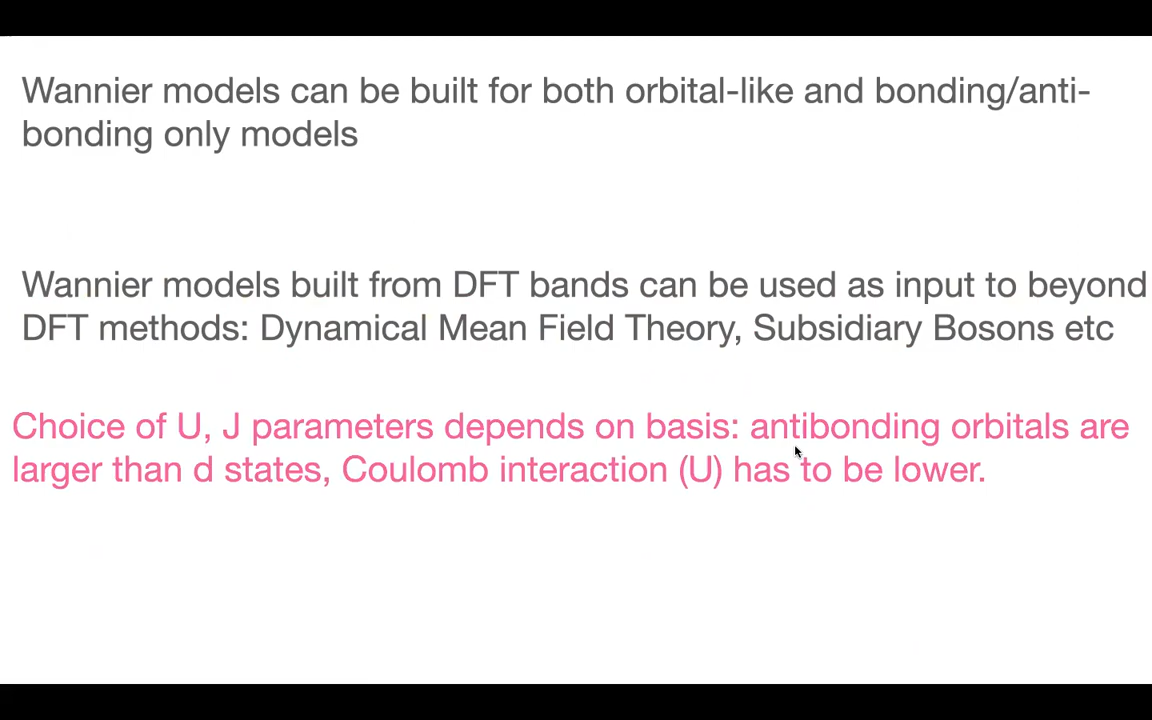 Wannier models can be built for both orbital-like and bonding/anti-
bonding only models
Wannier models built from DFT bands can be used as input to beyond
DFT methods: Dynamical Mean Field Theory, Subsidiary Bosons etc
Choice of U, J parameters depends on basis: antibonding orbitals are
larger than d states, Coulomb interaction (U) has to be lower.